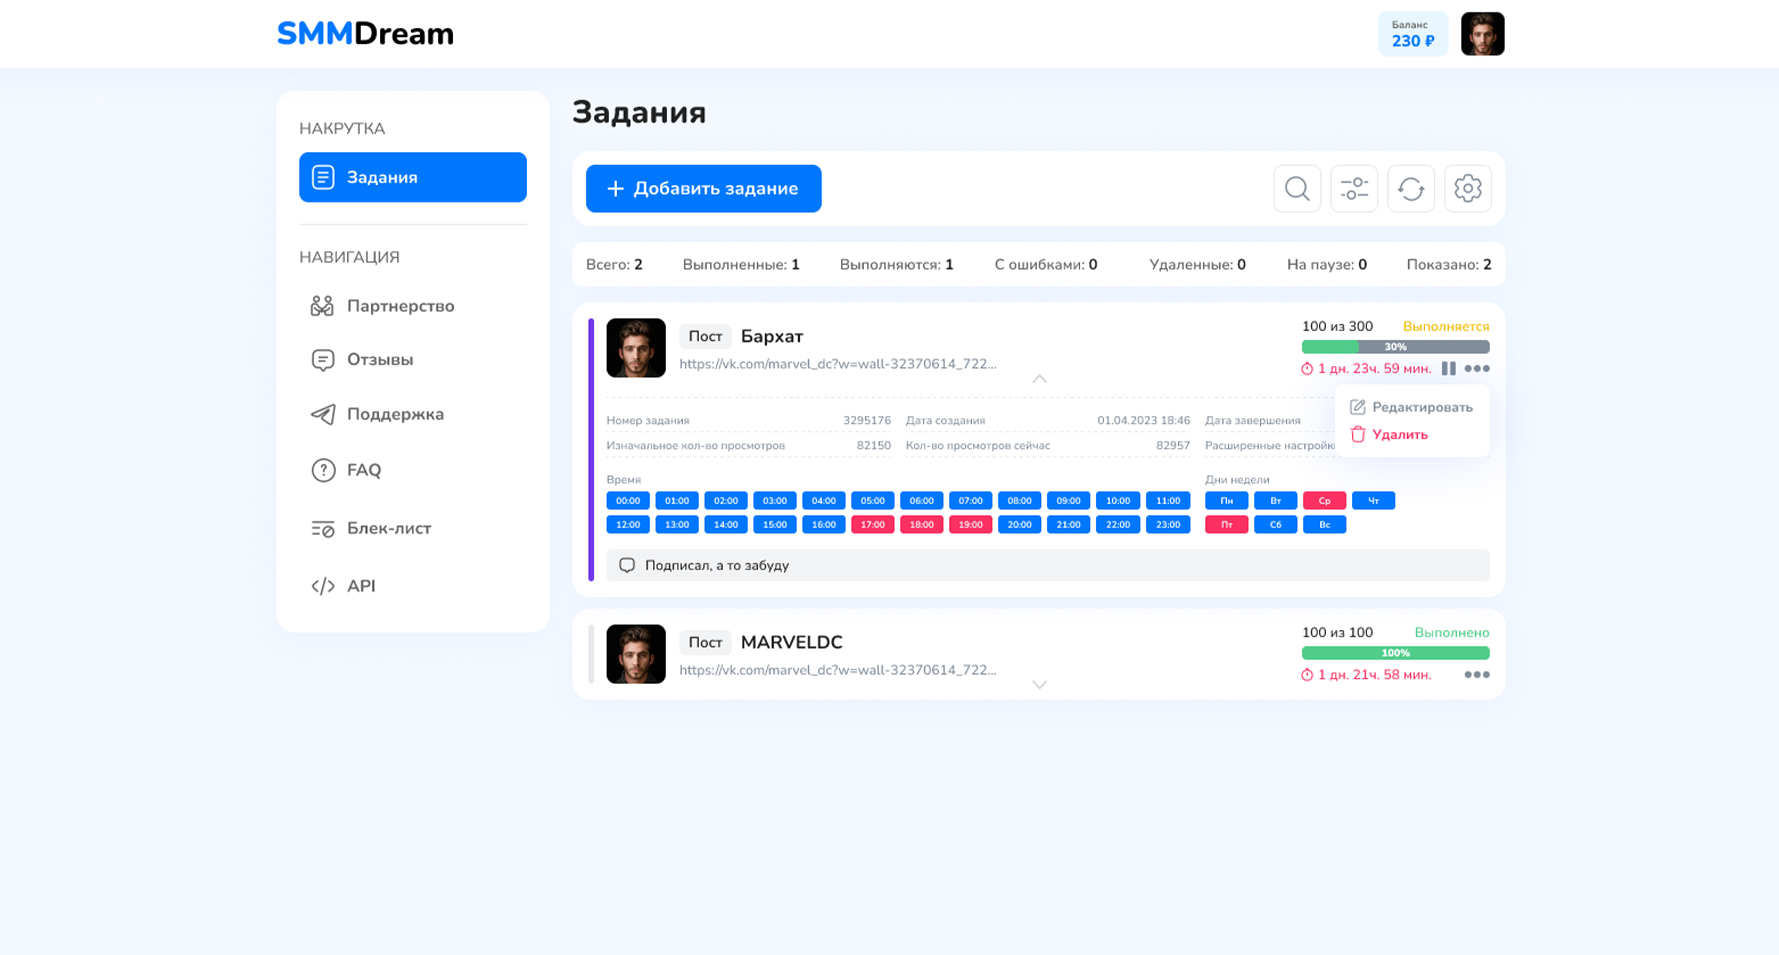 SMMDream
Баланс
230 ₽
НАКРУТКА
Задания
НАВИГАЦИЯ
Партнерство
Отзывы
Поддержка
FAQ
Блек-лист
API
Задания
+ Добавить задание
Всего: 2 Выполненные: 1 Выполняются: 1 С ошибками: 0 Удаленные: 0 На паузе: 0 Показано: 2
Пост Бархат
https://vk.com/marvel_dc?w=wall-32370614_722...
100 из 300 Выполняется
30%
1 дн. 23ч. 59 мин.
Редактировать
Удалить
Номер задания 3295176 Дата создания 01.04.2023 18:46 Дата завершения
Изначальное кол-во просмотров 82150 Кол-во просмотров сейчас 82957 Расширенные настройки
Время Дни недели
00:00 01:00 02:00 03:00 04:00 05:00 06:00 07:00 08:00 09:00 10:00 11:00 Пн Вт Ср Чт
12:00 13:00 14:00 15:00 16:00 17:00 18:00 19:00 20:00 21:00 22:00 23:00 Пт Сб Вс
Подписал, а то забуду
Пост MARVELDC
https://vk.com/marvel_dc?w=wall-32370614_722...
100 из 100 Выполнено
100%
1 дн. 21ч. 58 мин.